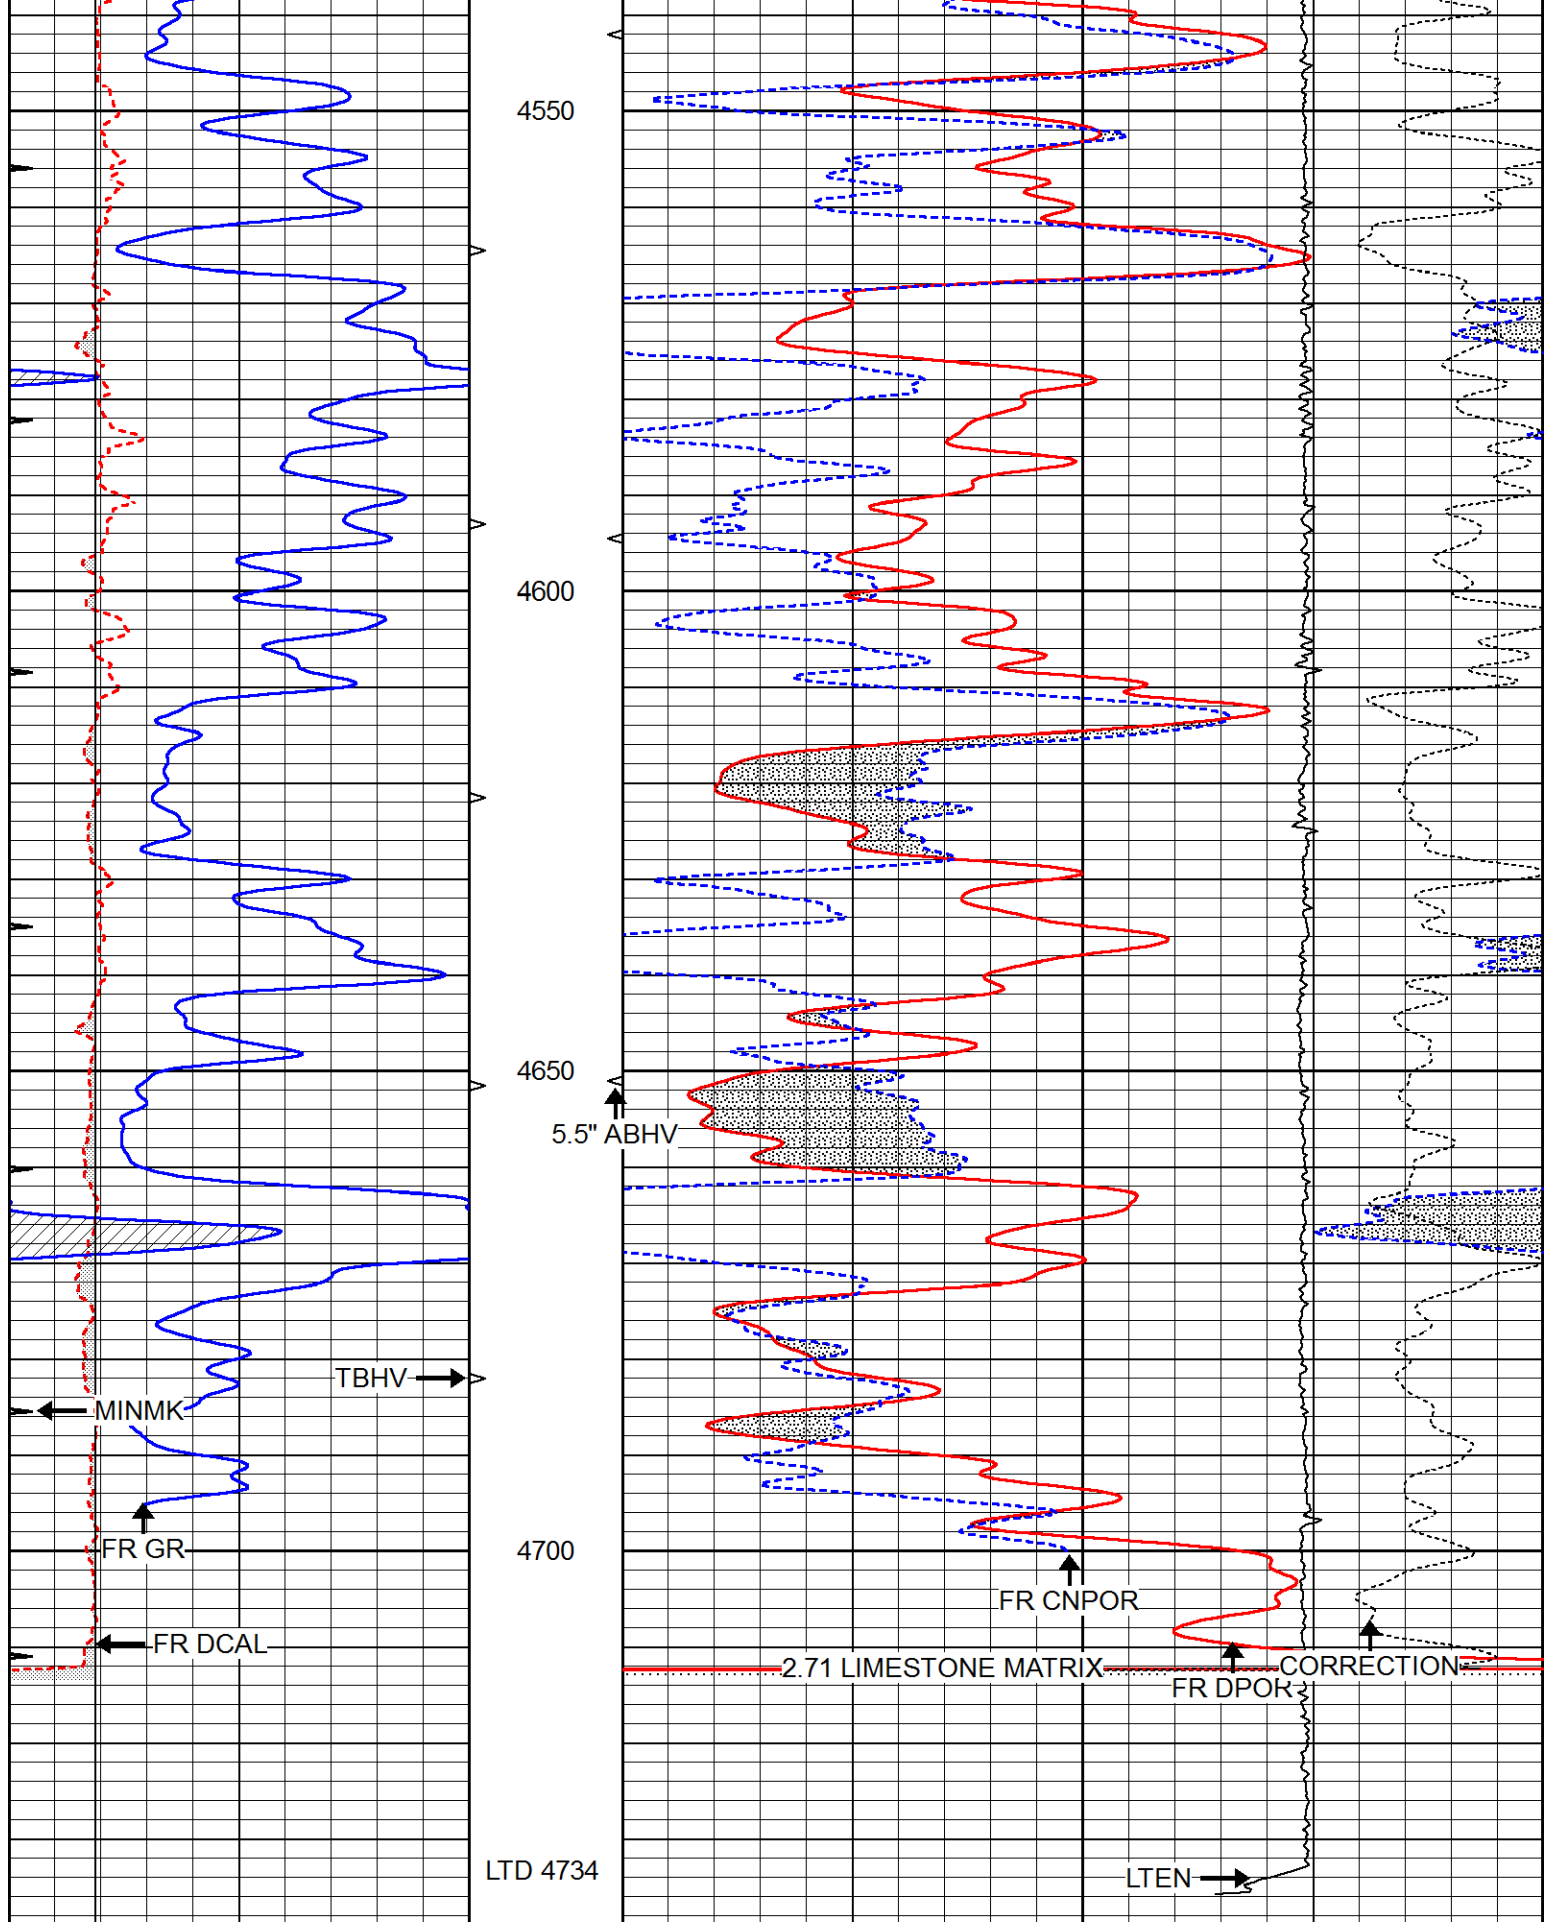 4550
4600
4650
5.5" ABHV
TBHV
MINMK
FR GR
4700
FR CNPOR
FR DCAL
2.71 LIMESTONE MATRIX
CORRECTION
FR DPOR
LTD 4734
LTEN